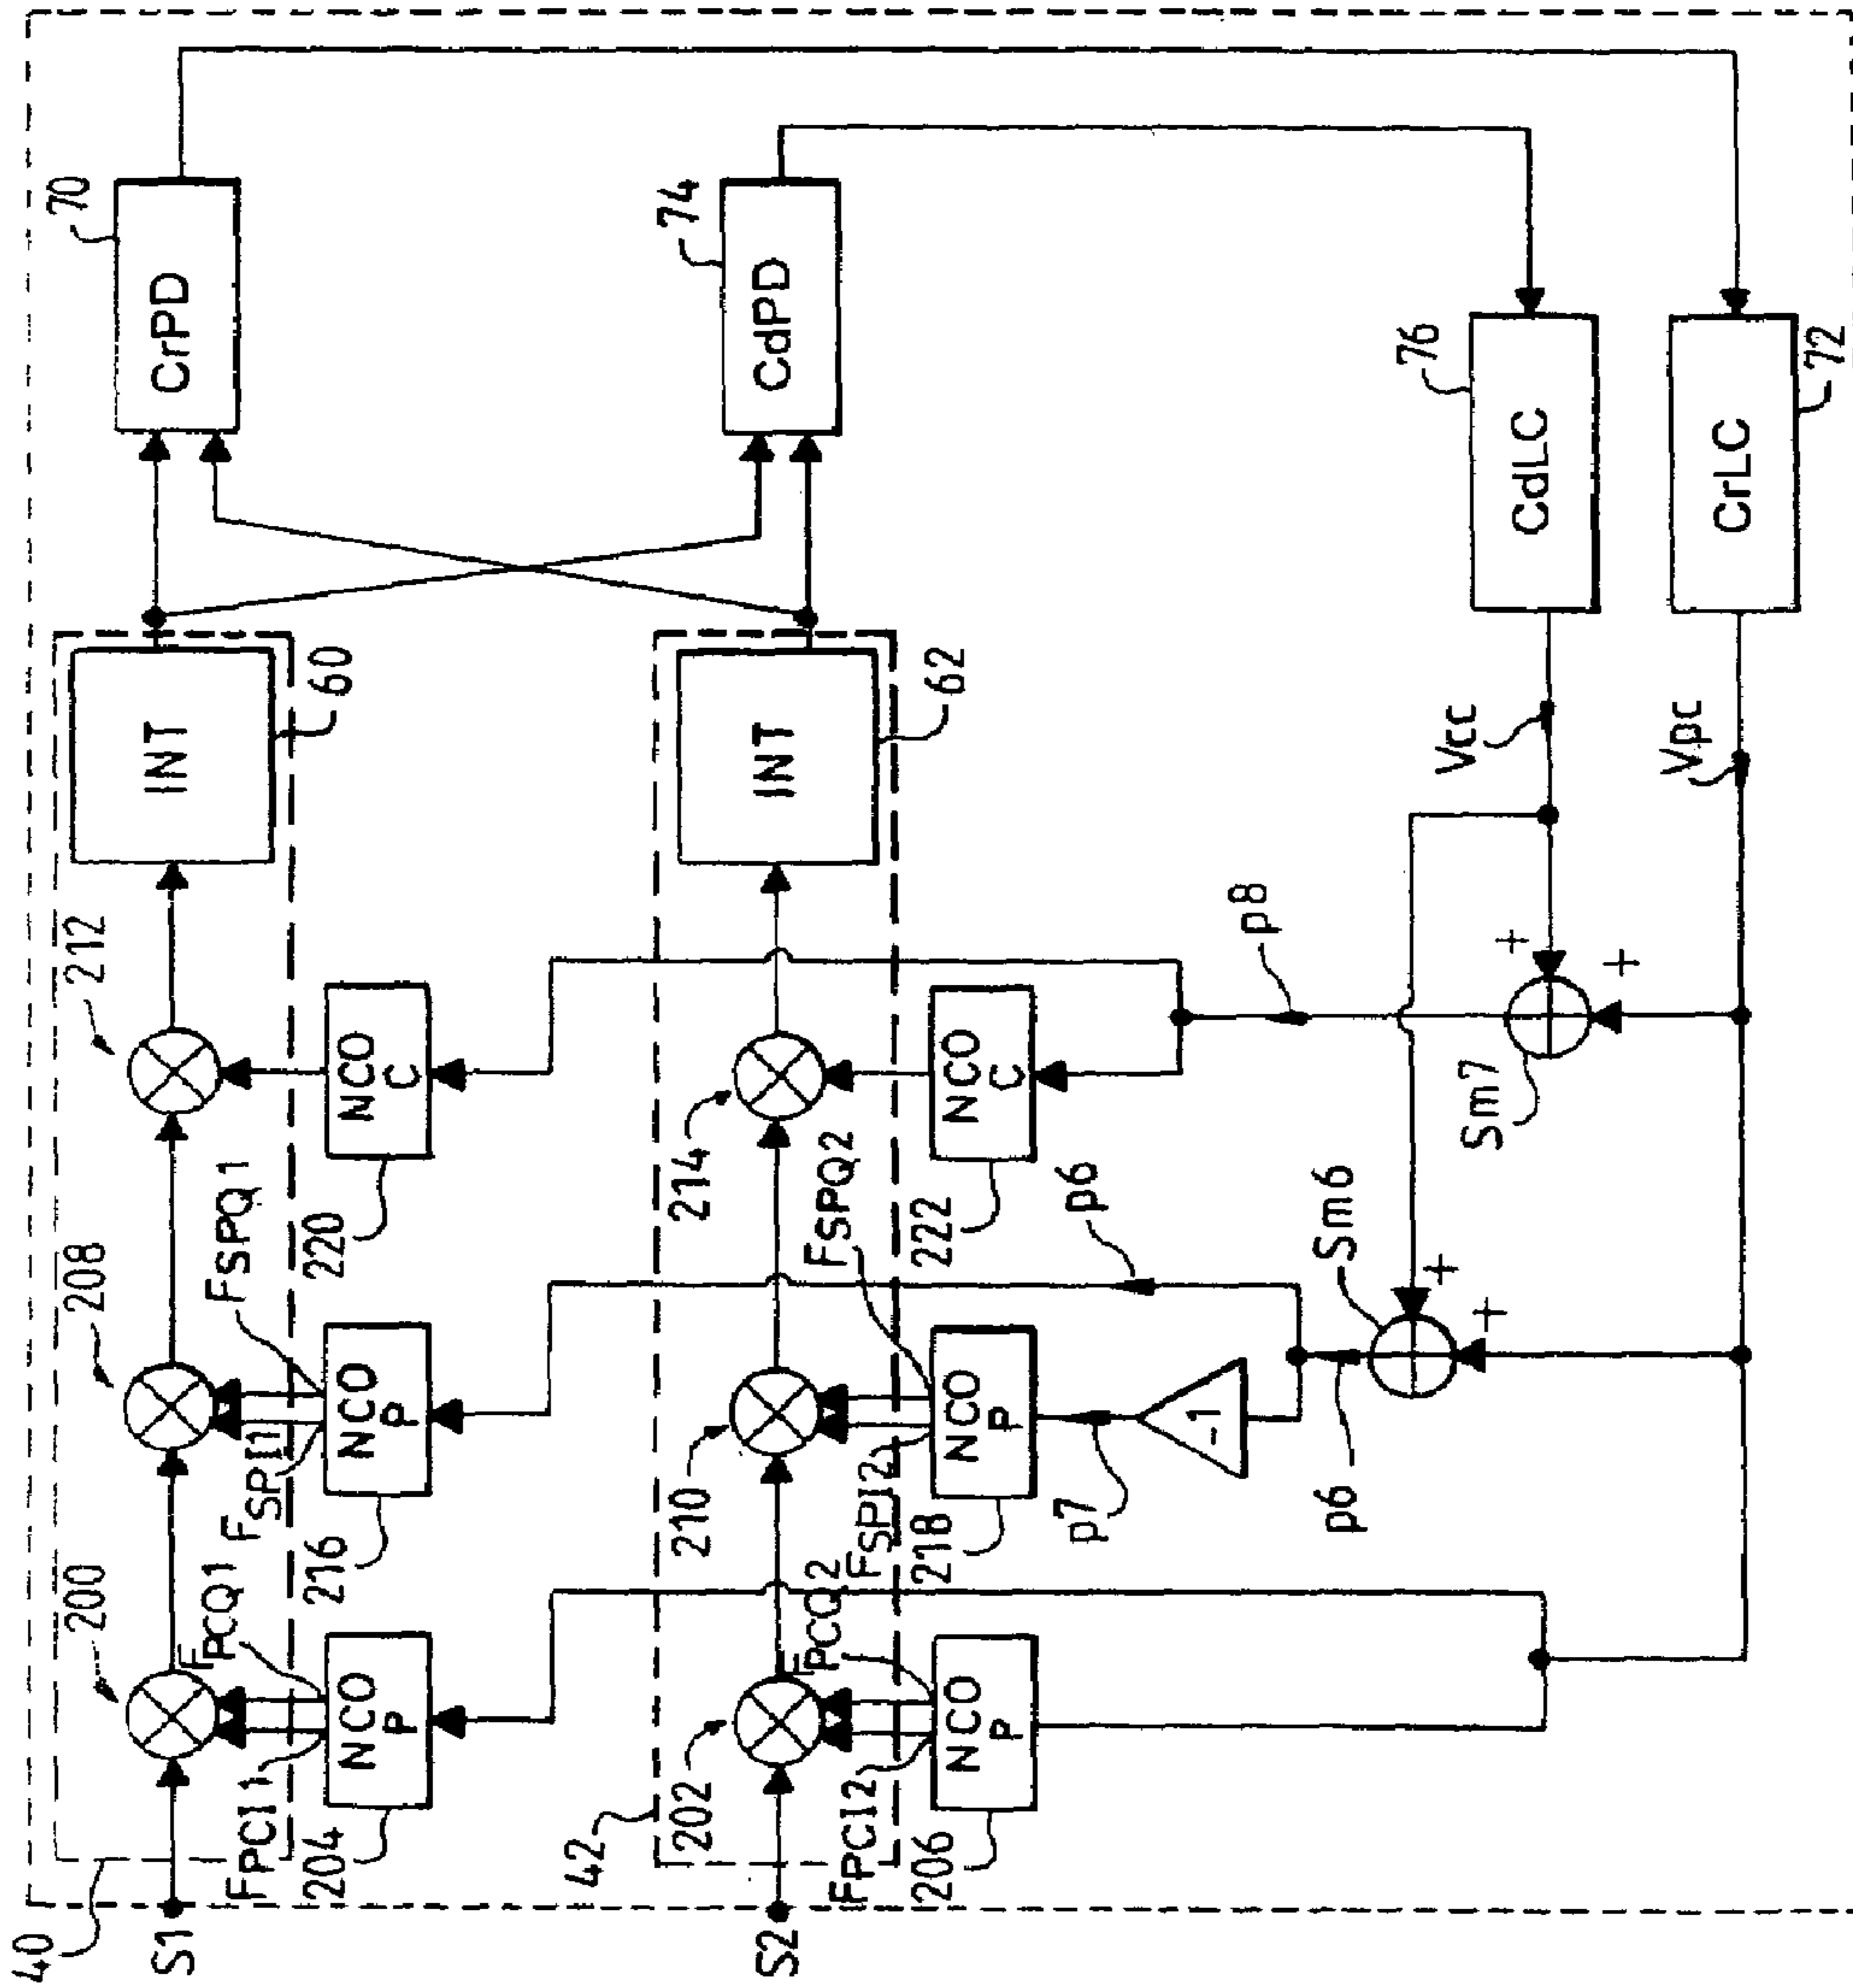 40
S1
200
208
212
INT
60
70
CrPD
FPCI1
FPCQ1
FSPI1
FSPQ1
204
NCO
P
216
NCO
P
220
NCO
C
42
S2
202
210
214
INT
62
74
CdPD
FPCI2
FPCQ2
FSPI2
FSPQ2
206
NCO
P
218
NCO
P
222
NCO
C
p7
-1
p6
p8
p6
Sm6
+
+
Sm7
+
+
Vcc
Vpc
76
CdLC
CrLC
72